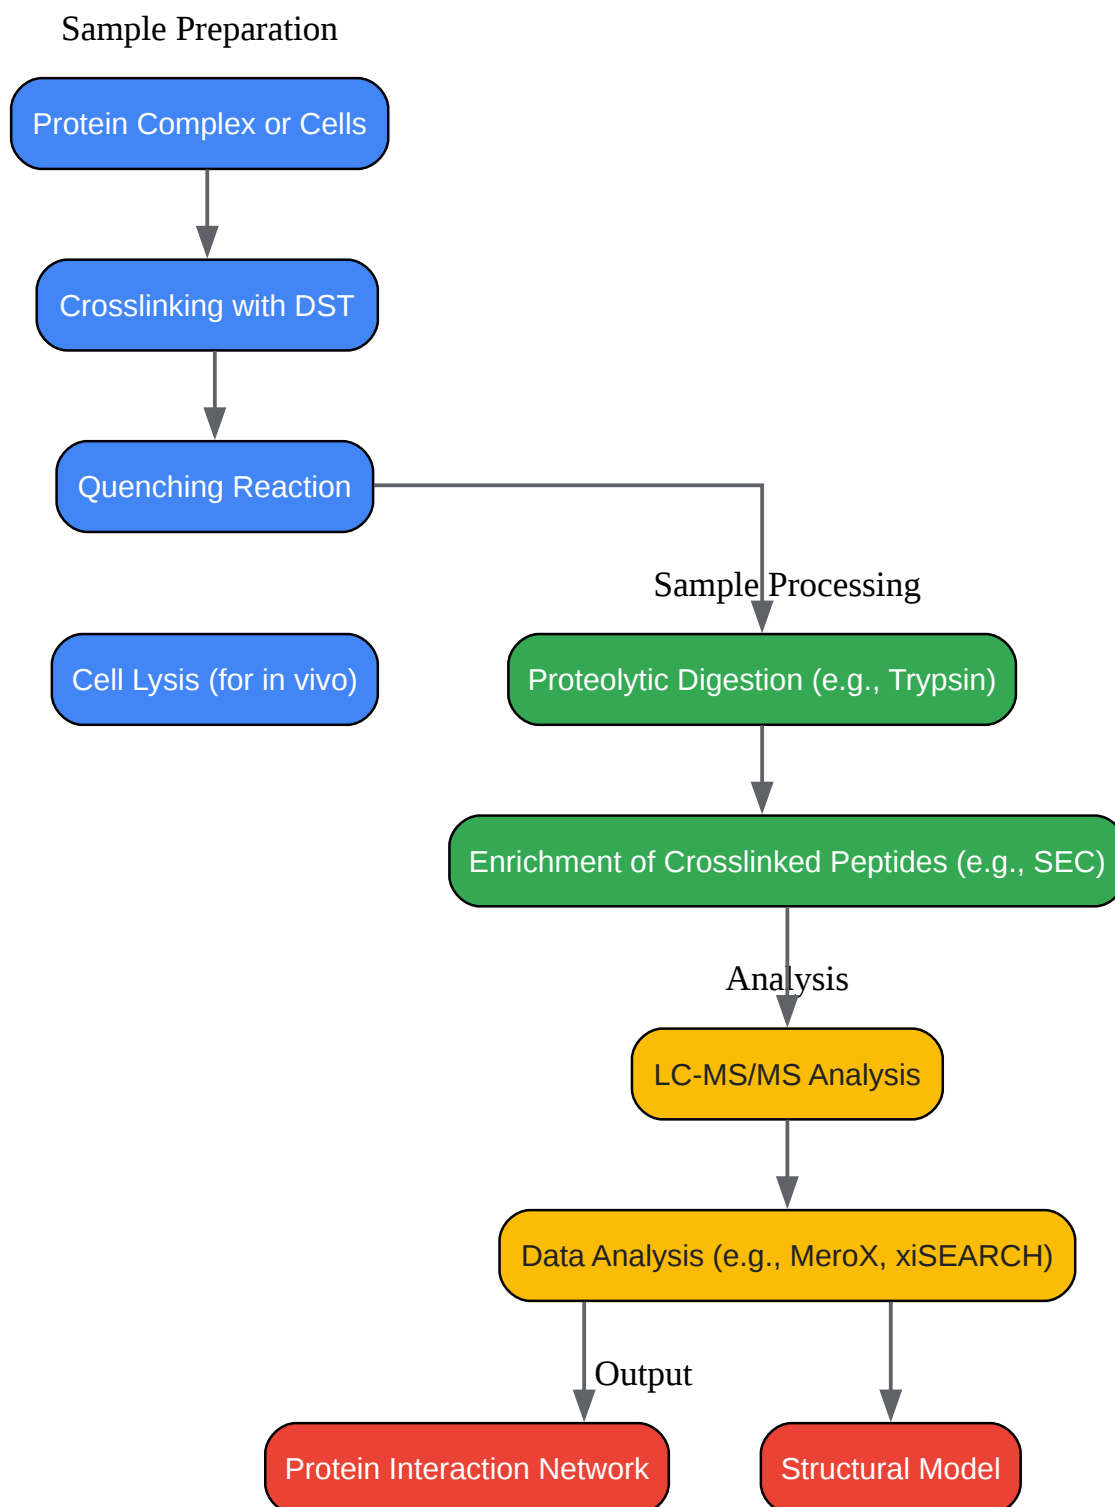 Sample Preparation
Protein Complex or Cells
Crosslinking with DST
Quenching Reaction
Sample Processing
Cell Lysis (for in vivo)
Proteolytic Digestion (e.g., Trypsin)
Enrichment of Crosslinked Peptides (e.g., SEC)
Analysis
LC-MS/MS Analysis
Data Analysis (e.g., MeroX, xiSEARCH)
Output
Protein Interaction Network
Structural Model